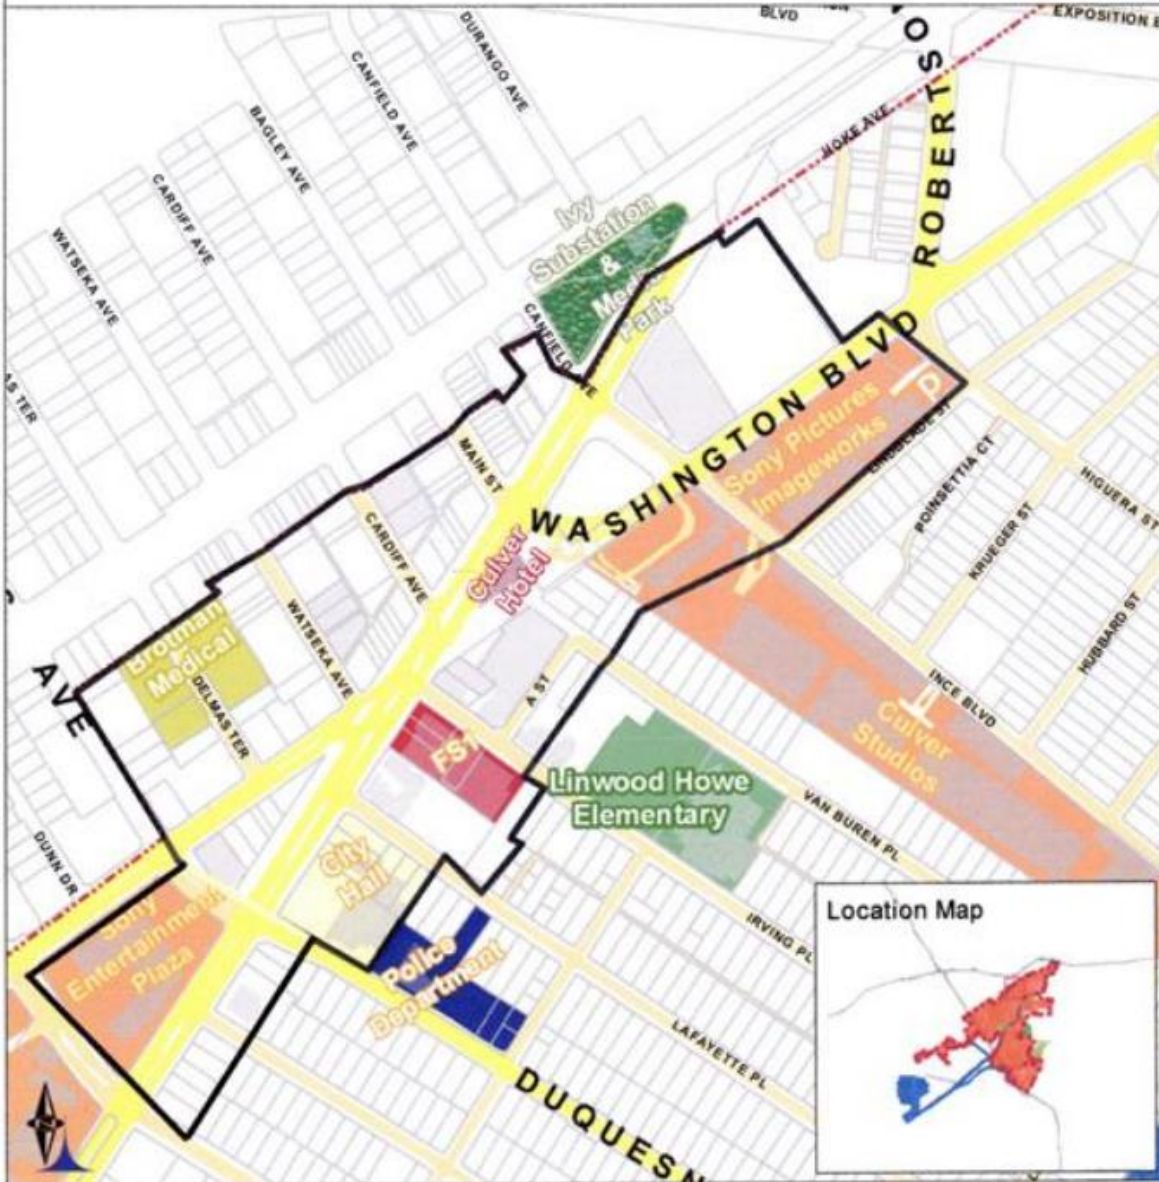 BLVD
EXPOSITION B
DURANGO AVE
CANFIELD AVE
BAGLEY AVE
CARDIFF AVE
WATSEKA AVE
HOKE AVE
ROBERTSO
Ivy
Substation
&
Media
Park
CANFIELD AVE
WASHINGTON BLVD
Sony Pictures
Imageworks
P
POINSETTIA CT
HIGUERA ST
KRUEGER ST
HUBBARD ST
MAIN ST
CARDIFF AVE
Culver
Hotel
WATSEKA AVE
Brotman
Medical
DELMAS TER
AVE
A ST
INCE BLVD
Culver
Studios
FS1
Linwood Howe
Elementary
VAN BUREN PL
City
Hall
DUNN DR
Sony
Entertainment
Plaza
IRVING PL
Police
Department
LAFAYETTE PL
DUQUESN
Location Map